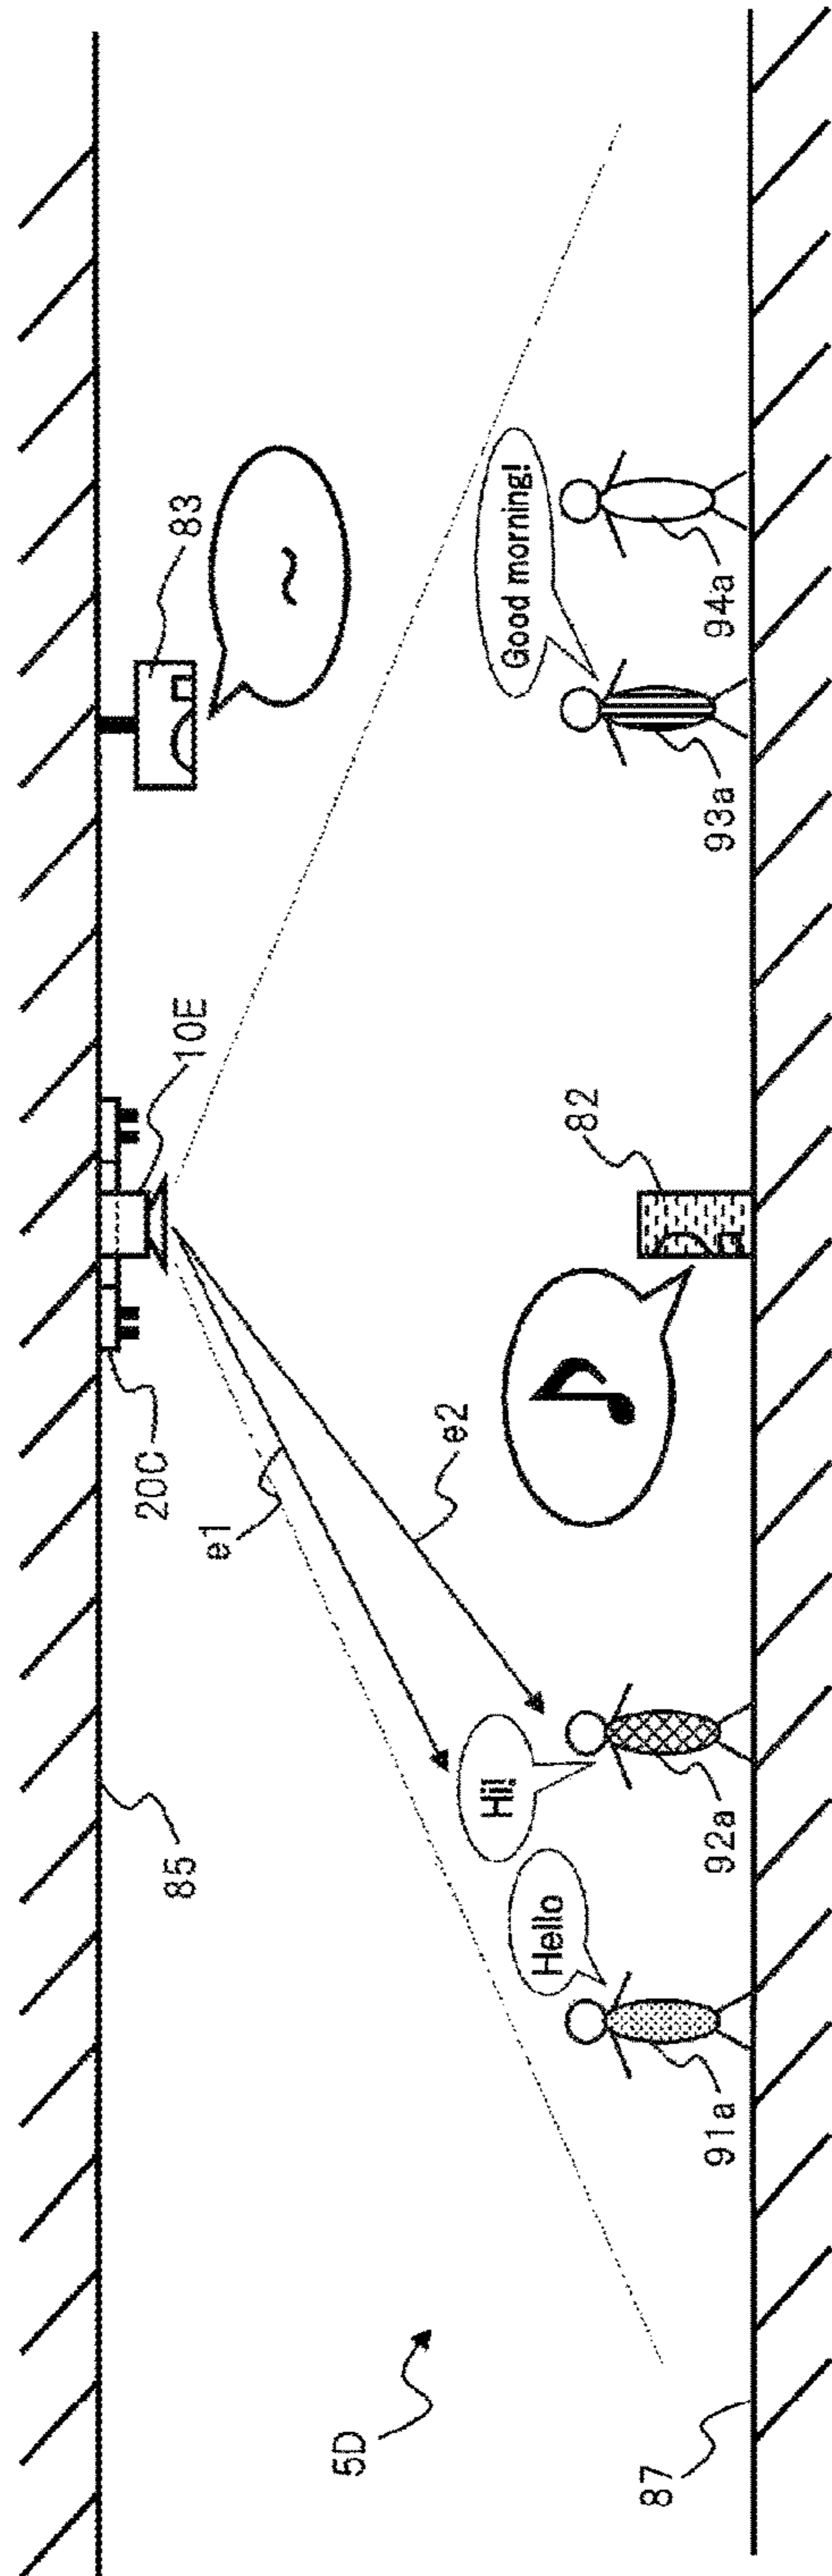 83
~
10E
20C
e1
e2
82
♪
85
Hi!
Hello
Good morning!
91a
92a
93a
94a
5D
87